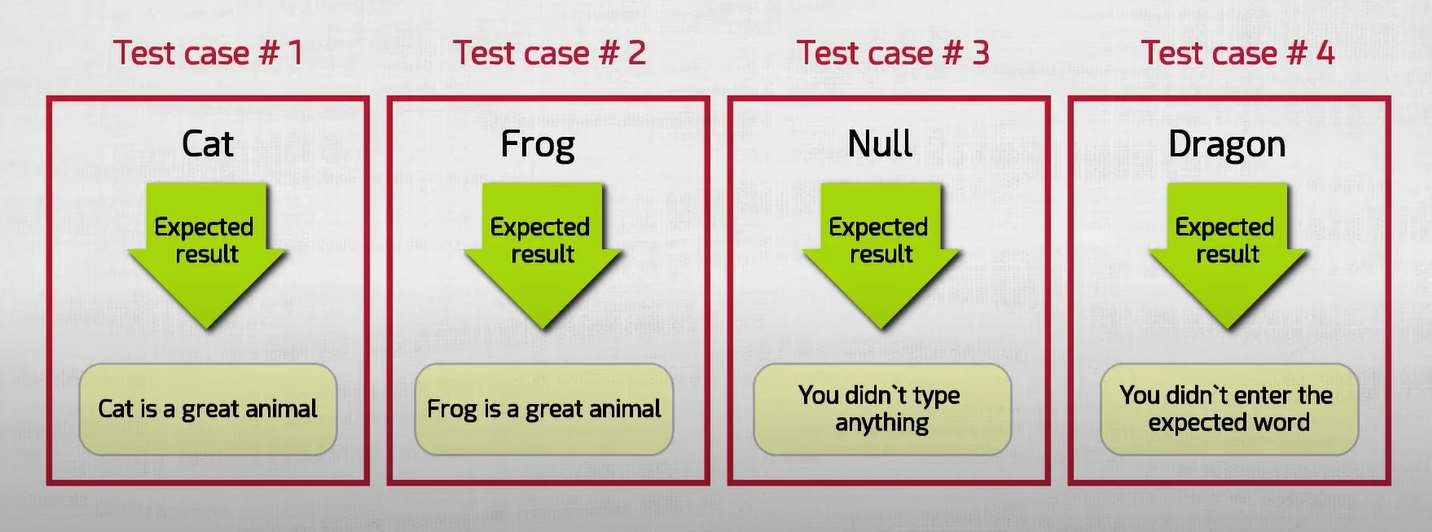 Test case # 1
Cat
Expected
result
Cat is a great animal
Test case # 2
Frog
Expected
result
Frog is a great animal
Test case # 3
Null
Expected
result
You didn`t type
anything
Test case # 4
Dragon
Expected
result
You didn`t enter the
expected word